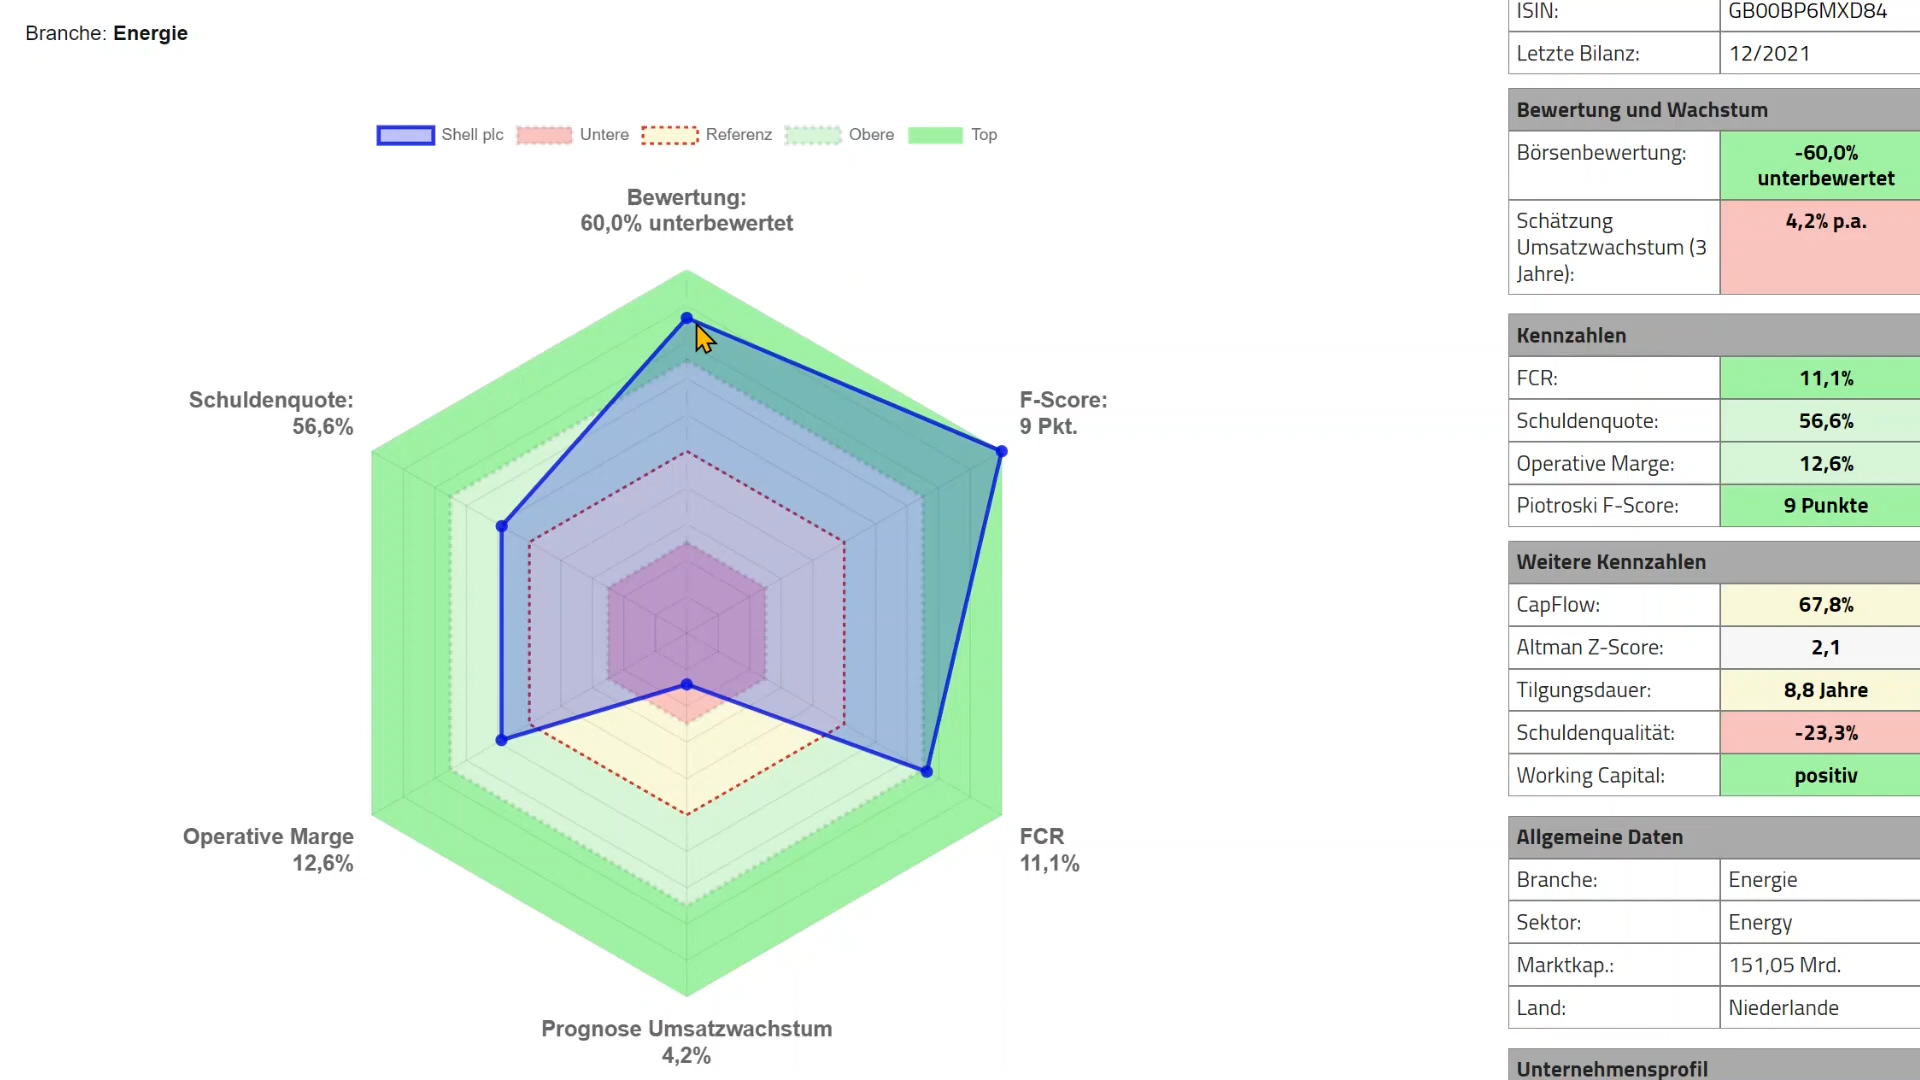 Branche: Energie
Shell plc
Untere
Referenz
Obere
Top
Bewertung:
60,0% unterbewertet
Schuldenquote:
56,6%
F-Score:
9 Pkt.
Operative Marge
12,6%
FCR
11,1%
Prognose Umsatzwachstum
4,2%
ISIN: GB00BP6MXD84
Letzte Bilanz: 12/2021
Bewertung und Wachstum
Börsenbewertung: -60,0%
unterbewertet
Schätzung 4,2% p.a.
Umsatzwachstum (3
Jahre):
Kennzahlen
FCR: 11,1%
Schuldenquote: 56,6%
Operative Marge: 12,6%
Piotroski F-Score: 9 Punkte
Weitere Kennzahlen
CapFlow: 67,8%
Altman Z-Score: 2,1
Tilgungsdauer: 8,8 Jahre
Schuldenqualität: -23,3%
Working Capital: positiv
Allgemeine Daten
Branche: Energie
Sektor: Energy
Marktkap.: 151,05 Mrd.
Land: Niederlande
Unternehmensprofil